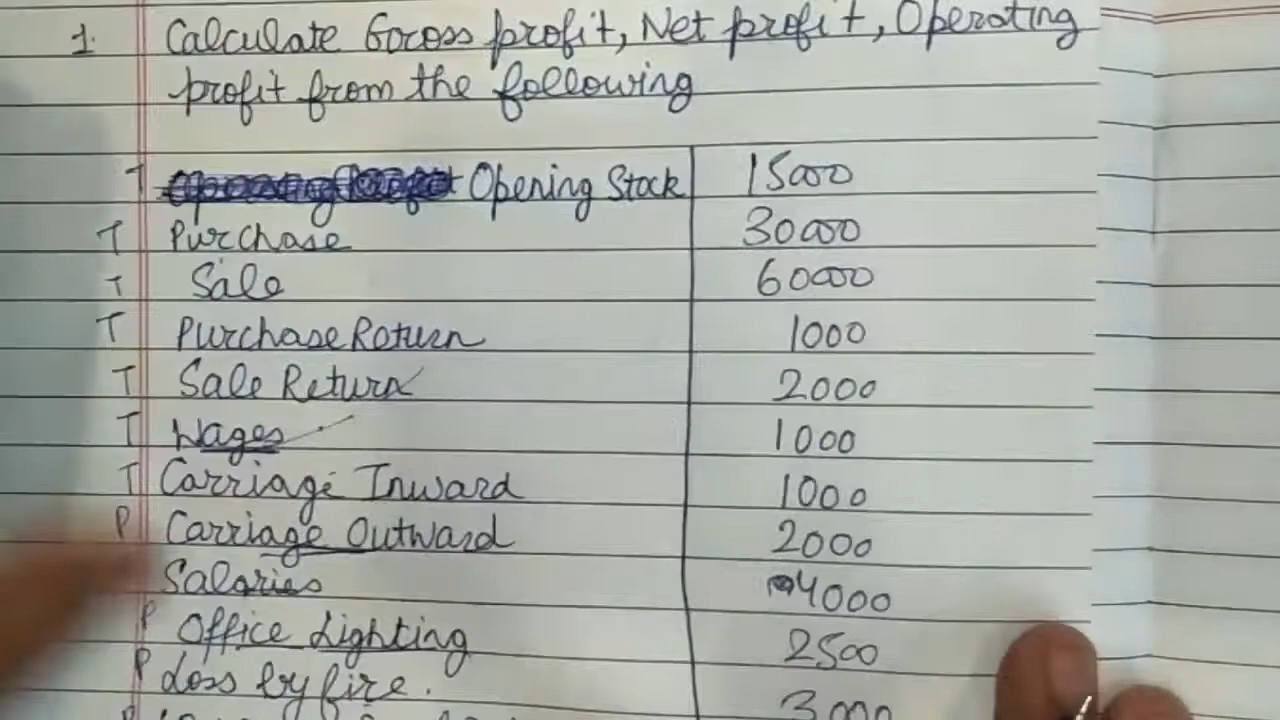 1. Calculate Gross profit, Net profit, Operating
profit from the following
T Opening Stock 15000
T Purchase 30000
T Sale 60000
T Purchase Return 1000
T Sale Return 2000
T Wages 1000
T Carriage Inward 1000
P Carriage Outward 2000
Salaries 4000
P Office Lighting 2500
P Loss by fire. 3000
P